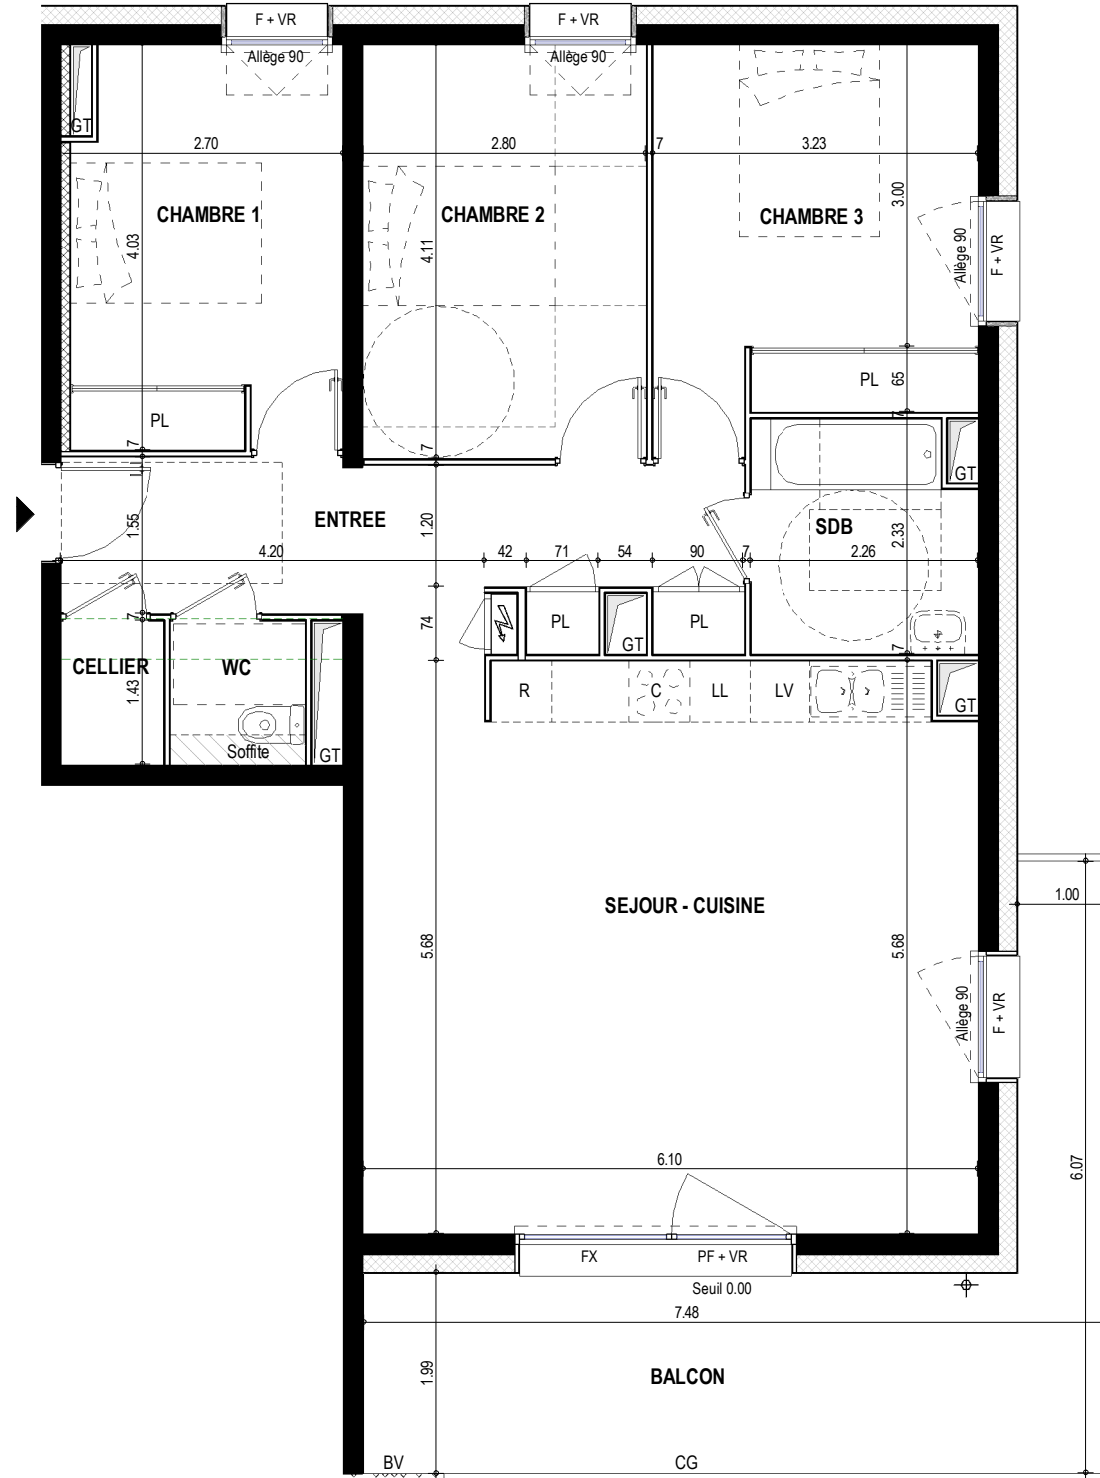 F + VR
F + VR
Allège 90
Allège 90
GT
2.70
2.80
7
3.23
CHAMBRE 1
CHAMBRE 2
CHAMBRE 3
3.00
4.03
4.11
Allège 90
F + VR
PL
65
PL
7
7
7
GT
ENTREE
1.55
1.20
SDB
2.33
4.20
42
71
54
90
7
2.26
7
74
PL
GT
PL
7
CELLIER
WC
1.43
R
C
LL
LV
GT
Soffite
GT
SEJOUR - CUISINE
1.00
5.68
5.68
Allège 90
F + VR
6.10
6.07
FX
PF + VR
Seuil 0.00
7.48
1.99
BALCON
BV
CG